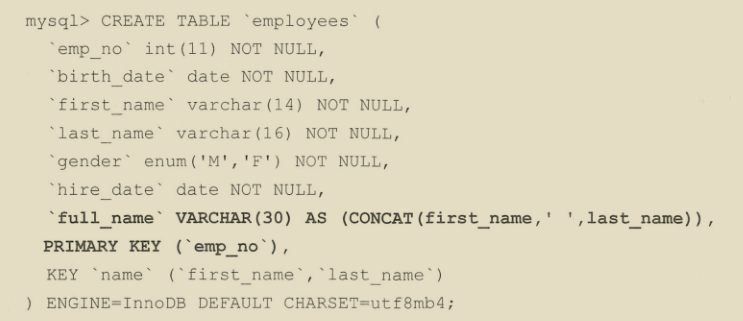 mysql> CREATE TABLE `employees` (
`emp_no` int(11) NOT NULL,
`birth_date` date NOT NULL,
`first_name` varchar(14) NOT NULL,
`last_name` varchar(16) NOT NULL,
`gender` enum('M','F') NOT NULL,
`hire_date` date NOT NULL,
`full_name` VARCHAR(30) AS (CONCAT(first_name,' ',last_name)),
PRIMARY KEY (`emp_no`),
KEY `name` (`first_name`,`last_name`)
) ENGINE=InnoDB DEFAULT CHARSET=utf8mb4;